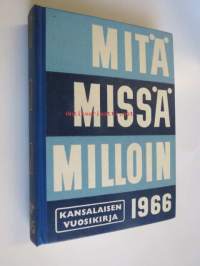 MITÄ
MISSÄ
MILLOIN
KANSALAISEN
VUOSIKIRJA
1966